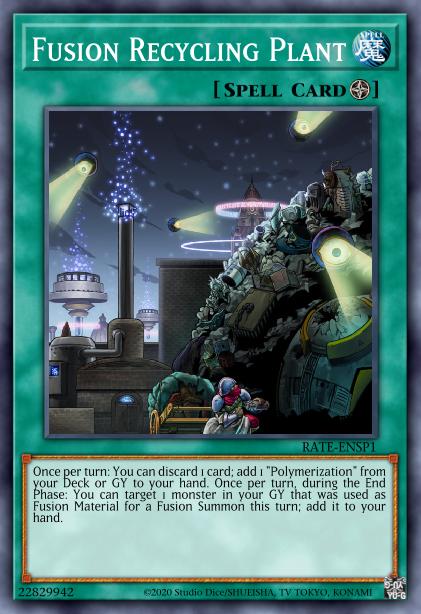 FUSION RECYCLING PLANT
SPELL
魔
[SPELL CARD]
RATE-ENSP1
Once per turn: You can discard 1 card; add 1 "Polymerization" from
your Deck or GY to your hand. Once per turn, during the End
Phase: You can target 1 monster in your GY that was used as
Fusion Material for a Fusion Summon this turn; add it to your
hand.
22829942
©2020 Studio Dice/SHUEISHA, TV TOKYO, KONAMI